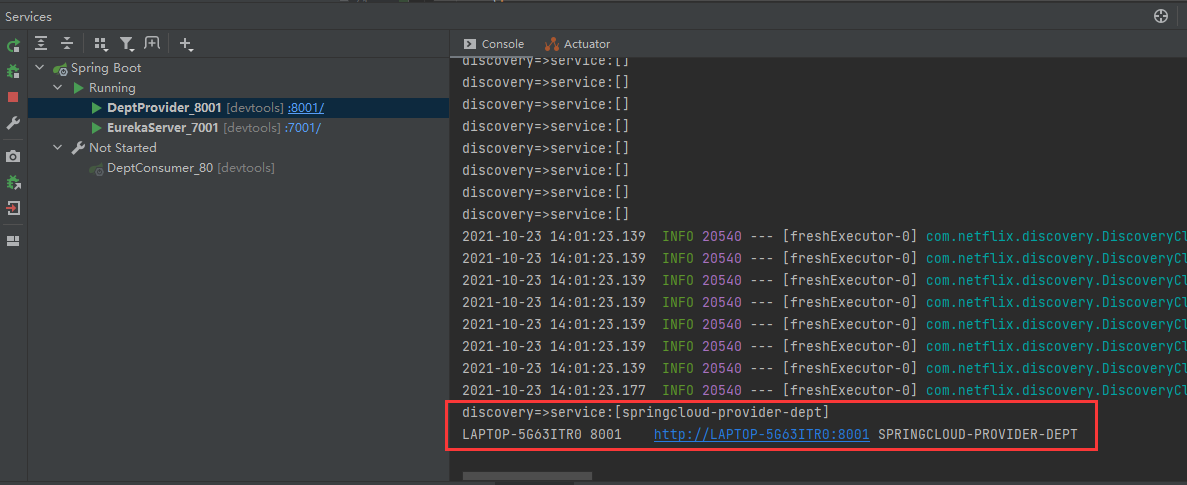 Services
Spring Boot
Running
DeptProvider_8001 [devtools] :8001/
EurekaServer_7001 [devtools] :7001/
Not Started
DeptConsumer_80 [devtools]
Console Actuator
discovery=>service:[]
discovery=>service:[]
discovery=>service:[]
discovery=>service:[]
discovery=>service:[]
discovery=>service:[]
discovery=>service:[]
discovery=>service:[]
2021-10-23 14:01:23.139  INFO 20540 --- [freshExecutor-0] com.netflix.discovery.DiscoveryCl
2021-10-23 14:01:23.139  INFO 20540 --- [freshExecutor-0] com.netflix.discovery.DiscoveryCl
2021-10-23 14:01:23.139  INFO 20540 --- [freshExecutor-0] com.netflix.discovery.DiscoveryCl
2021-10-23 14:01:23.139  INFO 20540 --- [freshExecutor-0] com.netflix.discovery.DiscoveryCl
2021-10-23 14:01:23.139  INFO 20540 --- [freshExecutor-0] com.netflix.discovery.DiscoveryCl
2021-10-23 14:01:23.139  INFO 20540 --- [freshExecutor-0] com.netflix.discovery.DiscoveryCl
2021-10-23 14:01:23.139  INFO 20540 --- [freshExecutor-0] com.netflix.discovery.DiscoveryCl
2021-10-23 14:01:23.177  INFO 20540 --- [freshExecutor-0] com.netflix.discovery.DiscoveryCl
discovery=>service:[springcloud-provider-dept]
LAPTOP-5G63ITR0 8001    http://LAPTOP-5G63ITR0:8001 SPRINGCLOUD-PROVIDER-DEPT